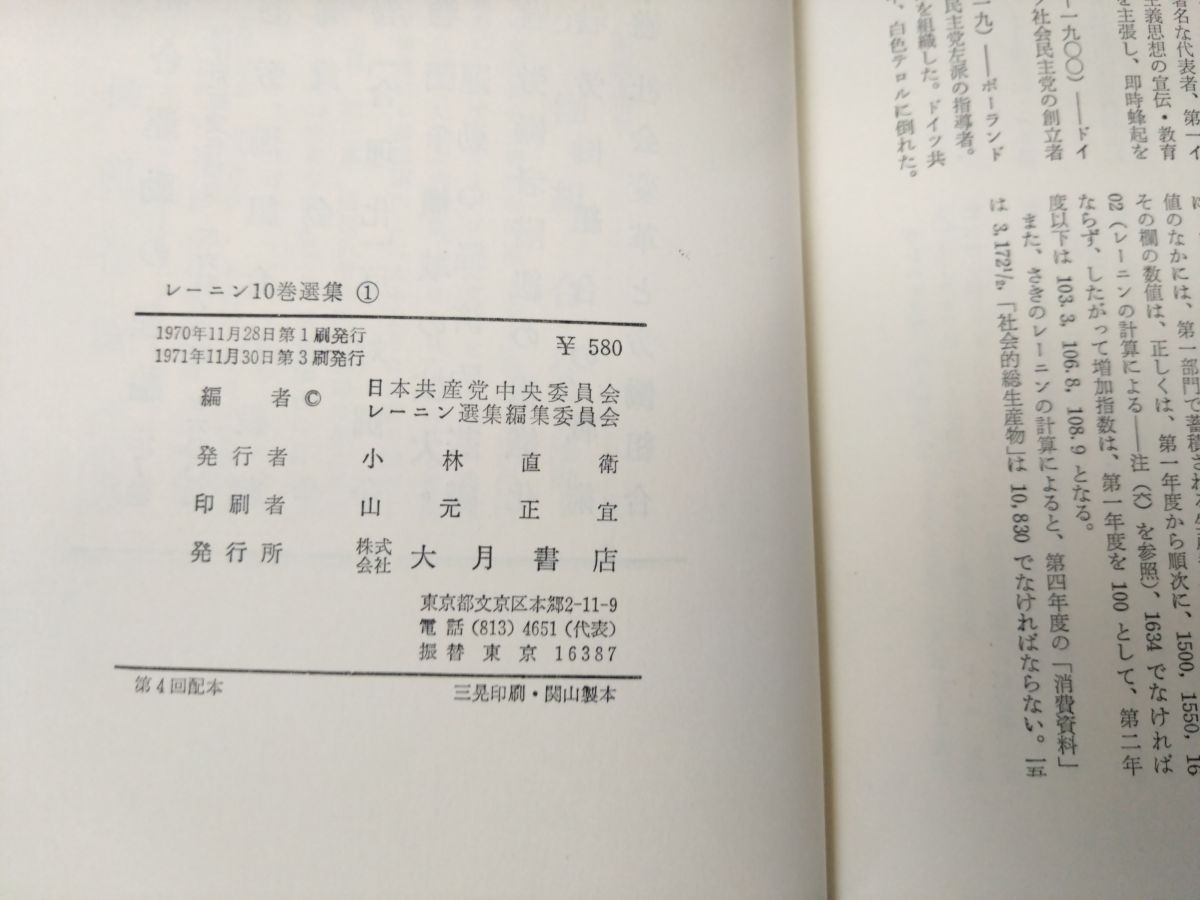 レーニン10巻選集 ①
1970年11月28日第1刷発行
1971年11月30日第3刷発行
¥ 580
編者 © 日本共産党中央委員会
レーニン選集編集委員会
発行者 小林直衛
印刷者 山元正宜
発行所 株式会社 大月書店
東京都文京区本郷2-11-9
電話 (813) 4651 (代表)
振替東京 16387
第4回配本
三晃印刷・関山製本
著名な代表者、第一イ
主義思想の宣伝・教育
を主張し、即時蜂起を
一九〇〇) ——ドイ
ツ社会民主党の創立者
一九) ——ポーランド
民主党左派の指導者。
を組織した。ドイツ共
、白色テロルに倒れた。
値のなかには、第一部門で蓄積される
その欄の数値は、正しくは、第一年度から順次に、1500, 1550, 16
02 (レーニンの計算による——注(X)を参照)、1634 でなければ
ならず、したがって増加指数は、第一年度を 100 として、第二年
度以下は 103.3, 106.8, 108.9 となる。
また、さきのレーニンの計算によると、第四年度の「消費資料」
は 3,172½,「社会的総生産物」は 10,830 でなければならない。一五